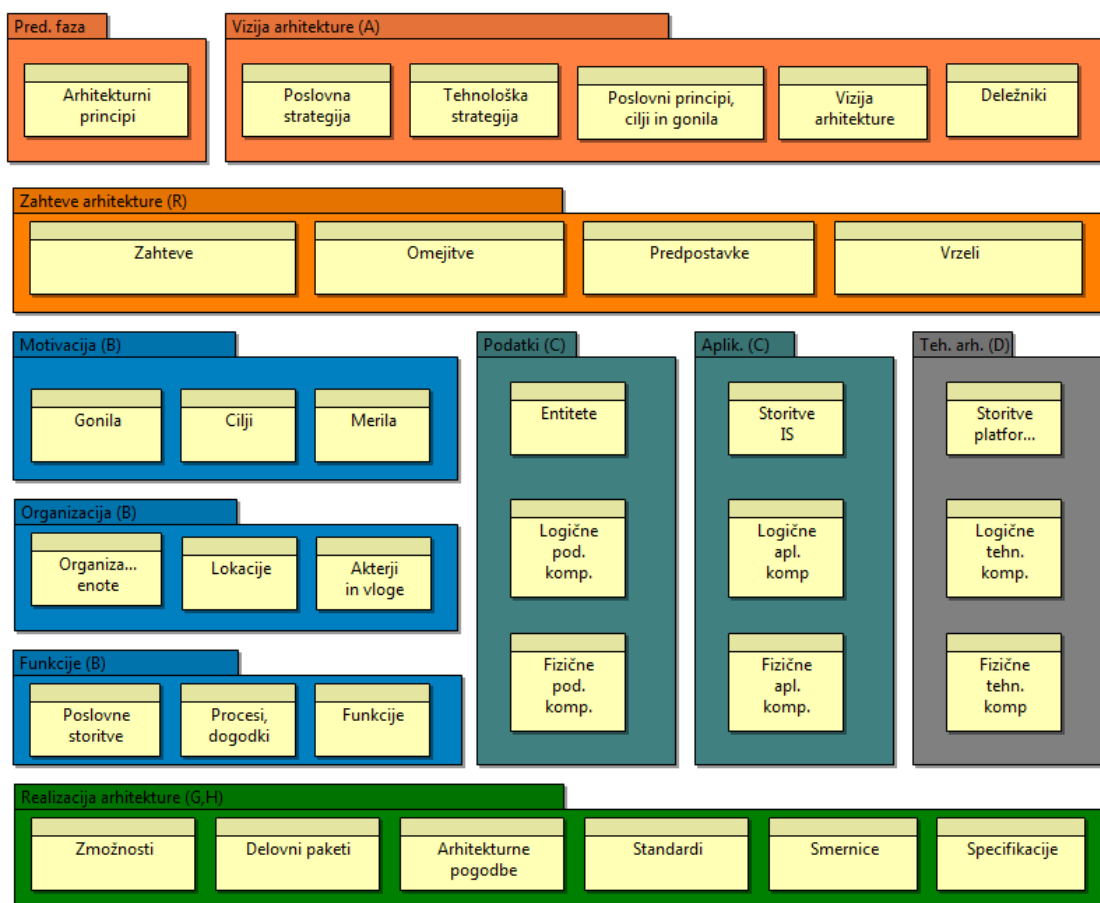 Pred. faza
Arhitekturni
principi
Vizija arhitekture (A)
Poslovna
strategija
Tehnološka
strategija
Poslovni principi,
cilji in gonila
Vizija
arhitekture
Deležniki
Zahteve arhitekture (R)
Zahteve
Omejitve
Predpostavke
Vrzeli
Motivacija (B)
Gonila
Cilji
Merila
Organizacija (B)
Organiza...
enote
Lokacije
Akterji
in vloge
Funkcije (B)
Poslovne
storitve
Procesi,
dogodki
Funkcije
Podatki (C)
Entitete
Logične
pod.
komp.
Fizične
pod.
komp.
Aplik. (C)
Storitve
IS
Logične
apl.
komp
Fizične
apl.
komp.
Teh. arh. (D)
Storitve
platfor...
Logične
tehn.
komp.
Fizične
tehn.
komp
Realizacija arhitekture (G,H)
Zmožnosti
Delovni paketi
Arhitekturne
pogodbe
Standardi
Smernice
Specifikacije